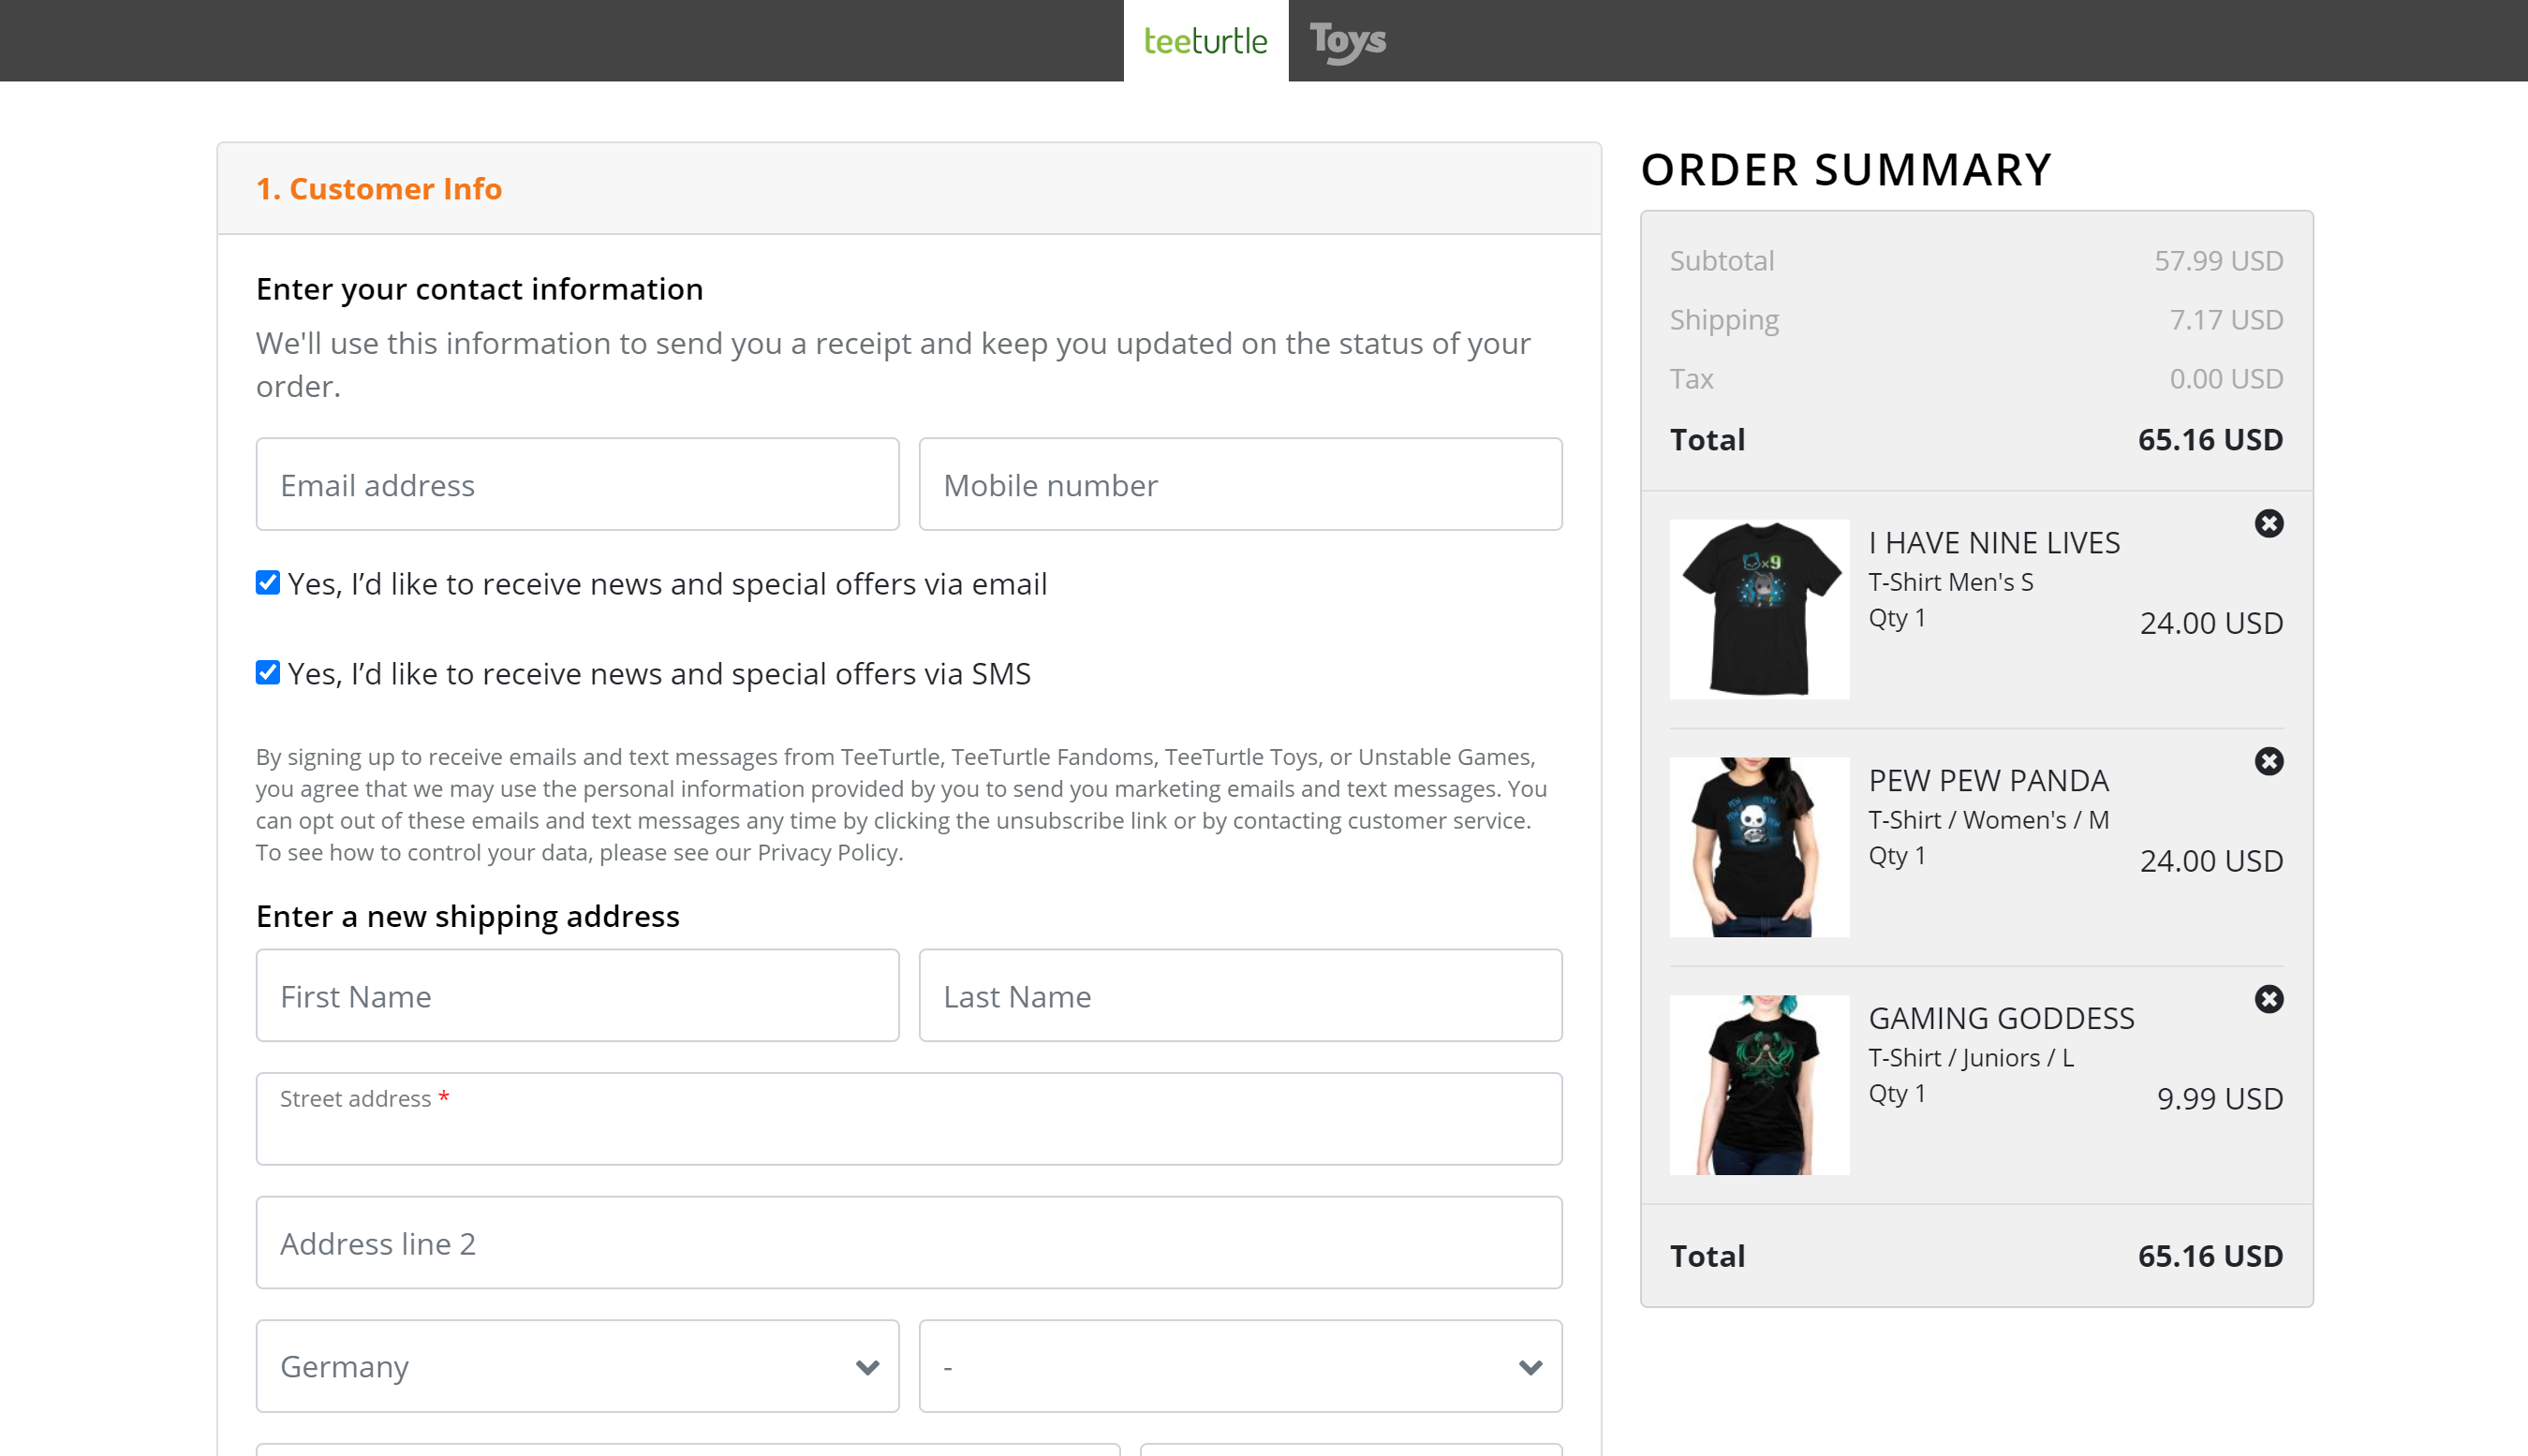 teeturtle
Toys
1. Customer Info
Enter your contact information
We'll use this information to send you a receipt and keep you updated on the status of your
order.
Email address
Mobile number
Yes, I’d like to receive news and special offers via email
Yes, I’d like to receive news and special offers via SMS
By signing up to receive emails and text messages from TeeTurtle, TeeTurtle Fandoms, TeeTurtle Toys, or Unstable Games,
you agree that we may use the personal information provided by you to send you marketing emails and text messages. You
can opt out of these emails and text messages any time by clicking the unsubscribe link or by contacting customer service.
To see how to control your data, please see our Privacy Policy.
Enter a new shipping address
First Name
Last Name
Street address *
Address line 2
Germany
-
ORDER SUMMARY
Subtotal 57.99 USD
Shipping 7.17 USD
Tax 0.00 USD
Total 65.16 USD
x9
I HAVE NINE LIVES
T-Shirt Men's S
Qty 1
24.00 USD
PEW PEW PANDA
T-Shirt / Women's / M
Qty 1
24.00 USD
GAMING GODDESS
T-Shirt / Juniors / L
Qty 1
9.99 USD
Total 65.16 USD